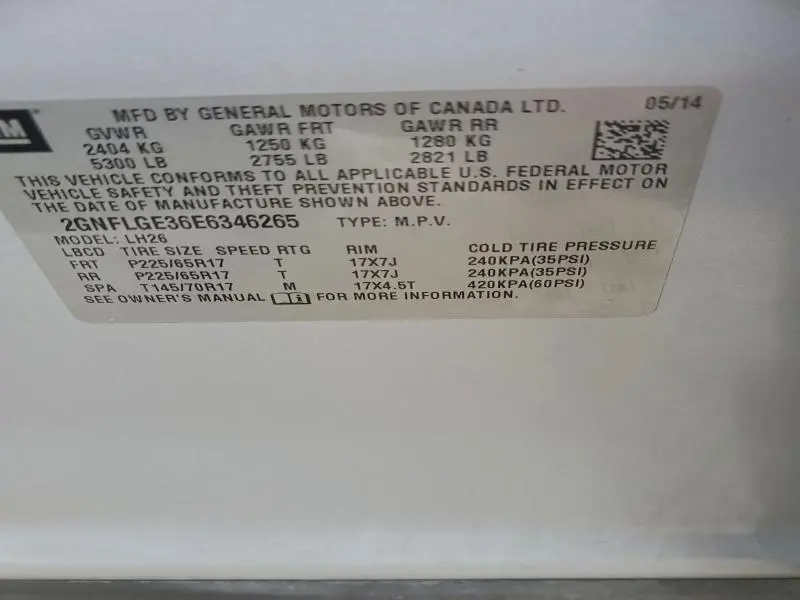 M
MFD BY GENERAL MOTORS OF CANADA LTD. 05/14
GVWR GAWR FRT GAWR RR
2404 KG 1250 KG 1280 KG
5300 LB 2755 LB 2821 LB
THIS VEHICLE CONFORMS TO ALL APPLICABLE U.S. FEDERAL MOTOR
VEHICLE SAFETY AND THEFT PREVENTION STANDARDS IN EFFECT ON
THE DATE OF MANUFACTURE SHOWN ABOVE.
2GNFLGE36E6346265 TYPE: M.P.V.
MODEL: LH26
LBCD TIRE SIZE SPEED RTG RIM COLD TIRE PRESSURE
FRT P225/65R17 T 17X7J 240KPA(35PSI)
RR P225/65R17 T 17X7J 240KPA(35PSI)
SPA T145/70R17 M 17X4.5T 420KPA(60PSI)
SEE OWNER'S MANUAL FOR MORE INFORMATION.